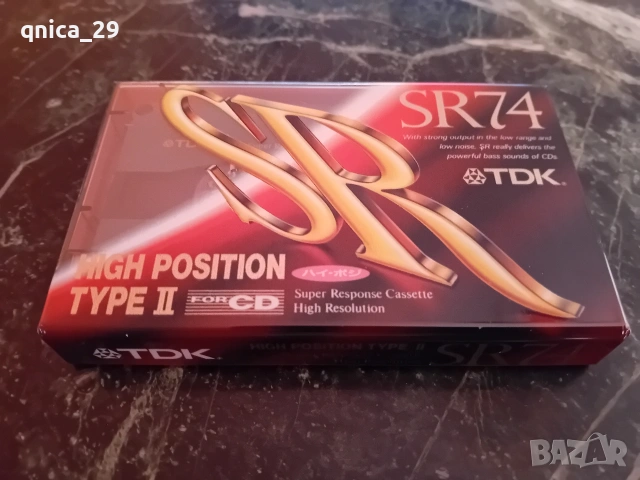 qnica_29
SR74
With strong output in the low range and
low noise, SR really delivers the
powerful bass sounds of CDs
TDK
SR
HIGH POSITION
ハイ・ポジ
TYPE II
FOR CD
Super Response Cassette
High Resolution
TDK
HIGH POSITION TYPE II
SR74
BAZAR